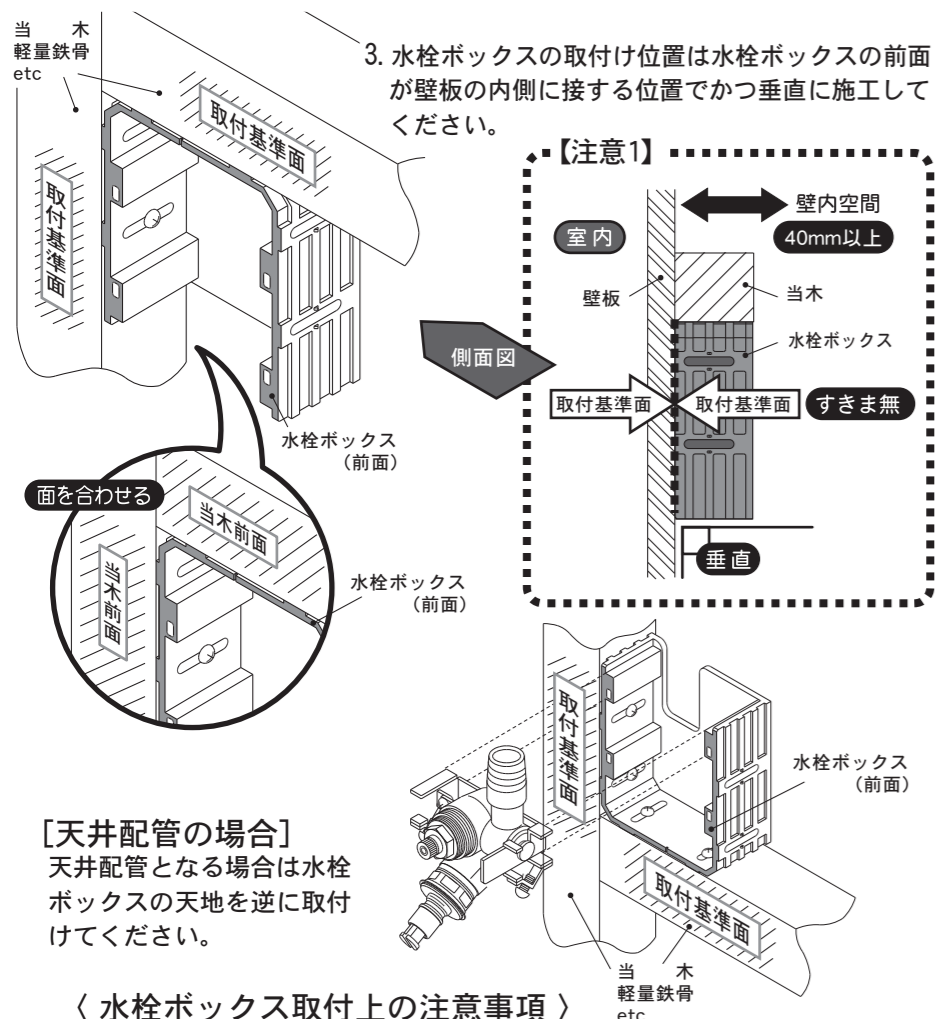 当　木
軽量鉄骨
etc
取付基準面
取付基準面
水栓ボックス
(前面)
3. 水栓ボックスの取付け位置は水栓ボックスの前面
が壁板の内側に接する位置でかつ垂直に施工して
ください。
【注意1】
室内
壁内空間
40mm以上
壁板
当木
水栓ボックス
側面図
取付基準面
取付基準面
すきま無
垂直
面を合わせる
当木前面
当木前面
水栓ボックス
(前面)
取付基準面
水栓ボックス
(前面)
取付基準面
当　木
軽量鉄骨
etc
[天井配管の場合]
天井配管となる場合は水栓
ボックスの天地を逆に取付
けてください。
〈 水栓ボックス取付上の注意事項 〉